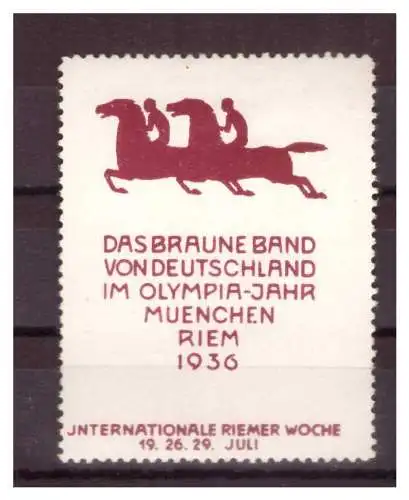 DAS BRAUNE BAND
VON DEUTSCHLAND
IM OLYMPIA-JAHR
MUENCHEN
RIEM
1936
JNTERNATIONALE RIEMER WOCHE
19. 26. 29. JULI